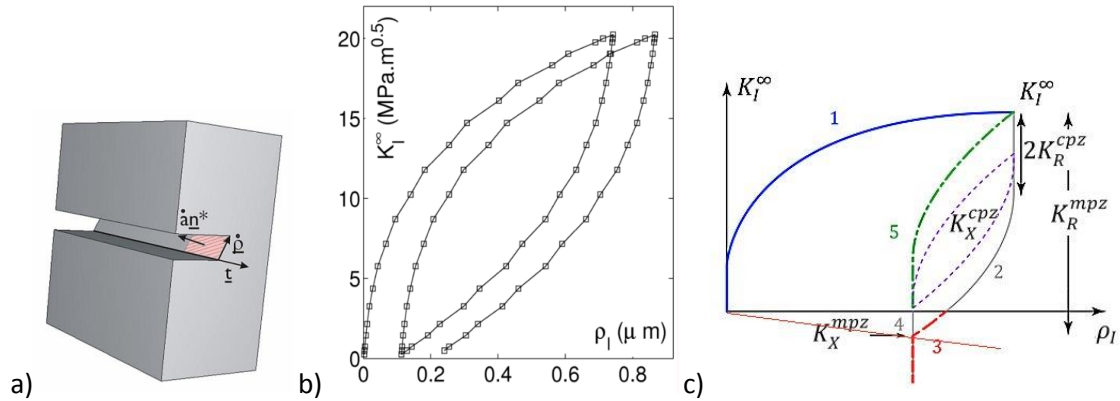 a)
ȧn*
ρ̇
t
b)
K_I^∞ (MPa.m^0.5)
20
15
10
5
0
0
0.2
0.4
0.6
0.8
ρ_I (μ m)
c)
K_I^∞
1
K_I^∞
2K_R^cpz
K_R^mpz
K_X^cpz
5
2
4
K_X^mpz
3
ρ_I